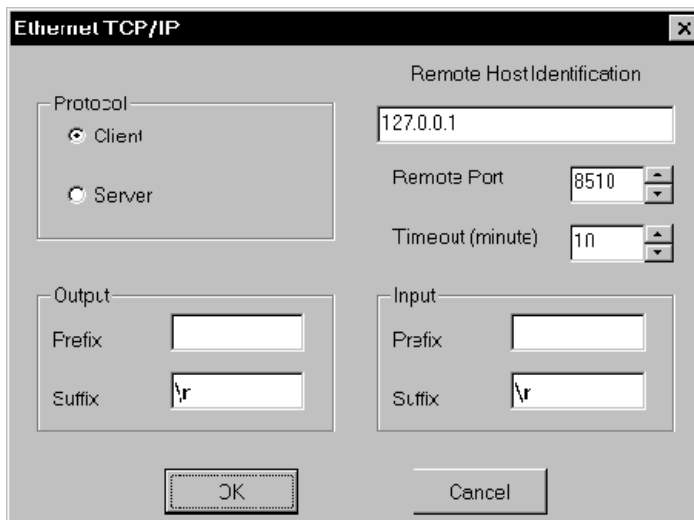 Ethernet TCP/IP
Protocol
Client
Server
Remote Host Identification
127.0.0.1
Remote Port
8510
Timeout (minute)
10
Output
Prefix
Suffix
\r
Input
Prefix
Suffix
\r
OK
Cancel